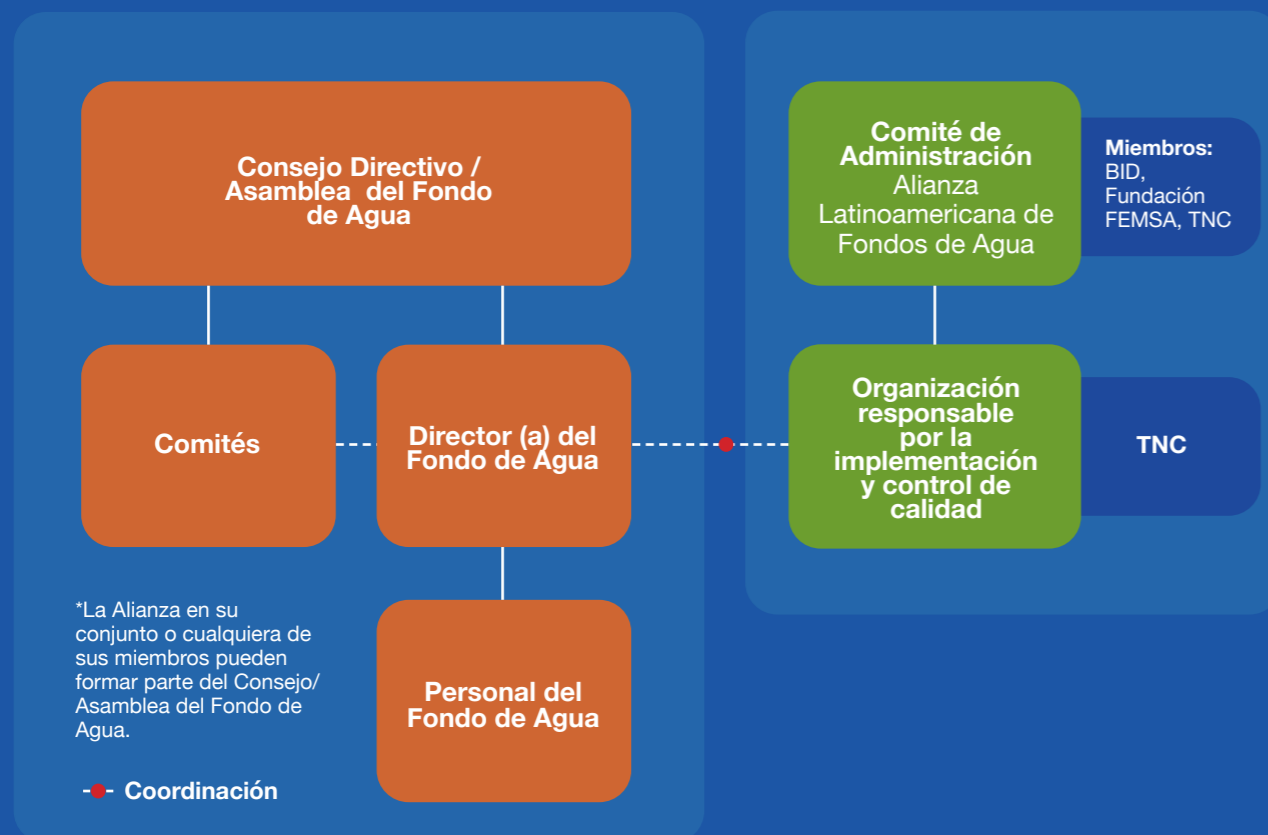 Consejo Directivo /
Asamblea del Fondo
de Agua
Comités
Director (a) del
Fondo de Agua
Personal del
Fondo de Agua
*La Alianza en su
conjunto o cualquiera de
sus miembros pueden
formar parte del Consejo/
Asamblea del Fondo de
Agua.
Coordinación
Comité de
Administración
Alianza
Latinoamericana de
Fondos de Agua
Miembros:
BID,
Fundación
FEMSA, TNC
Organización
responsable
por la
implementación
y control de
calidad
TNC